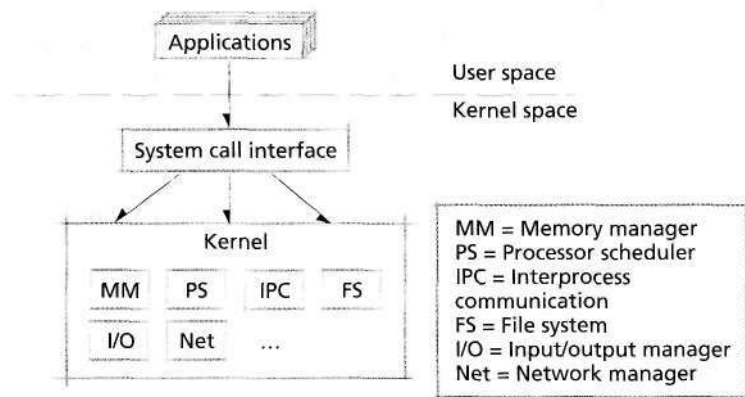 Applications
User space
Kernel space
System call interface
Kernel
MM PS IPC FS
I/O Net ...
MM = Memory manager
PS = Processor scheduler
IPC = Interprocess
communication
FS = File system
I/O = Input/output manager
Net = Network manager